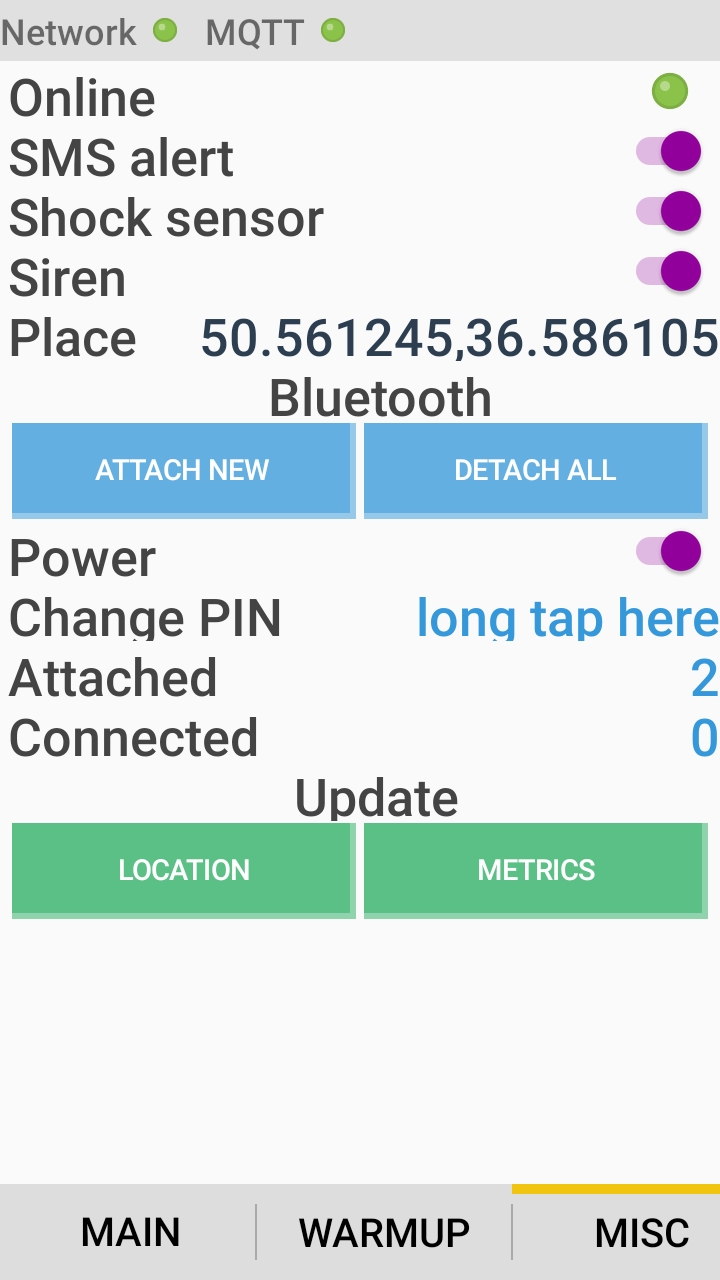 Network MQTT
Online
SMS alert
Shock sensor
Siren
Place 50.561245,36.586105
Bluetooth
ATTACH NEW DETACH ALL
Power
Change PIN long tap here
Attached 2
Connected 0
Update
LOCATION METRICS
MAIN WARMUP MISC